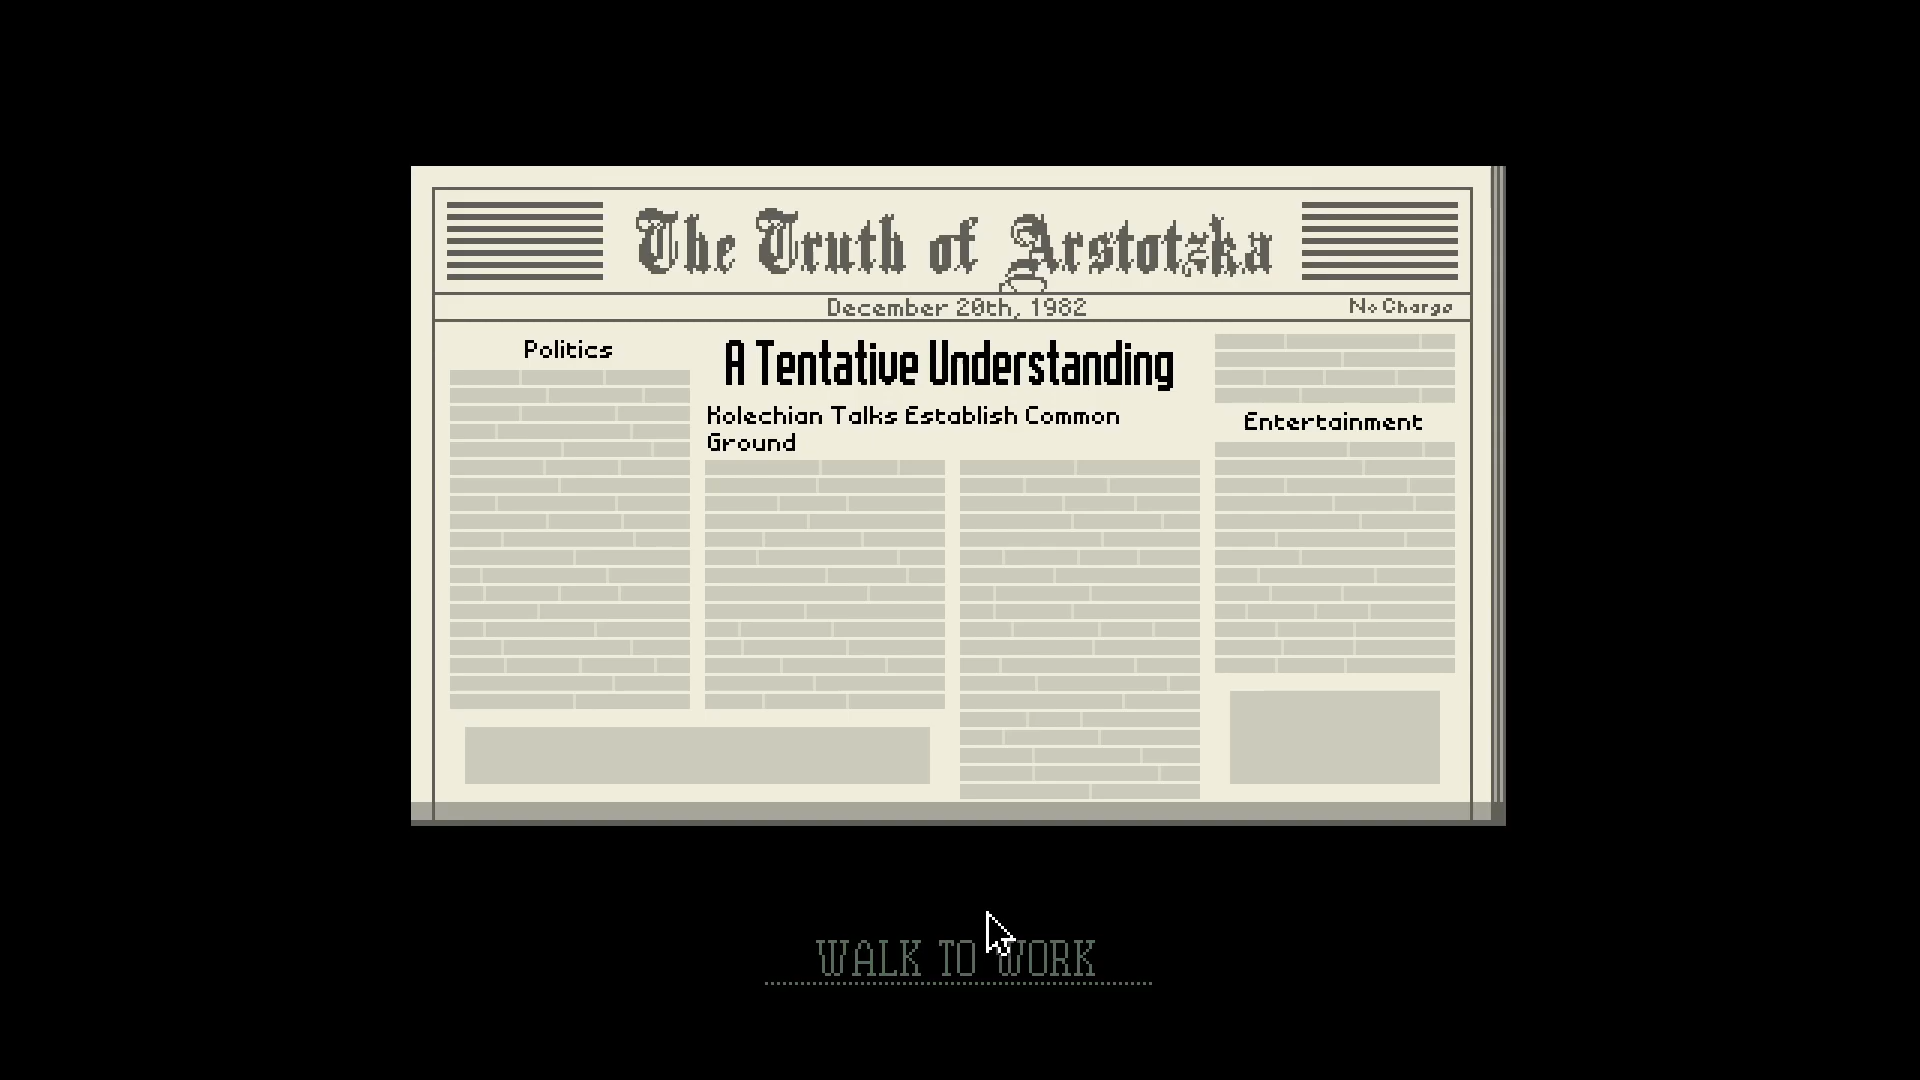 The Truth of Arstotzka
December 20th, 1982
No Charge
Politics
A Tentative Understanding
Kolechian Talks Establish Common
Ground
Entertainment
WALK TO WORK